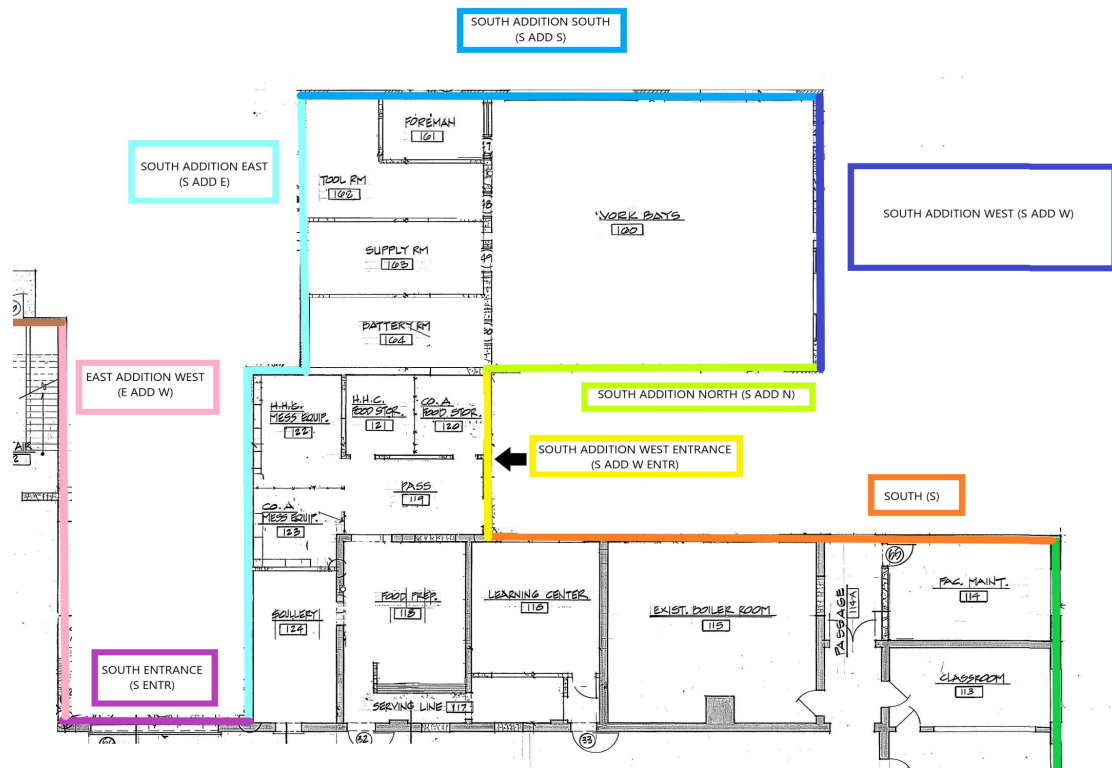 SOUTH ADDITION SOUTH
(S ADD S)
FOREMAN
161
SOUTH ADDITION EAST
(S ADD E)
TOOL RM
162
SOUTH ADDITION WEST (S ADD W)
WORK BAYS
160
SUPPLY RM
163
BATTERY RM
164
EAST ADDITION WEST
(E ADD W)
SOUTH ADDITION NORTH (S ADD N)
H.H.C.
MESS EQUIP.
122
H.H.C.
FOOD STOR.
121
CO. A
FOOD STOR.
120
SOUTH ADDITION WEST ENTRANCE
(S ADD W ENTR)
PASS
119
SOUTH (S)
CO. A
MESS EQUIP.
123
FAC. MAINT.
114
FOOD PREP.
118
LEARNING CENTER
116
EXIST. BOILER ROOM
115
PASSAGE
114-A
SCULLERY
124
SOUTH ENTRANCE
(S ENTR)
CLASSROOM
113
SERVING LINE 117
32
33